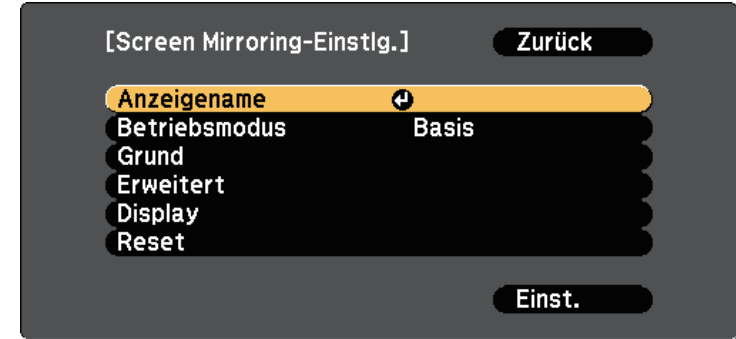 [Screen Mirroring-Einstlg.] Zurück
Anzeigename
Betriebsmodus Basis
Grund
Erweitert
Display
Reset
Einst.